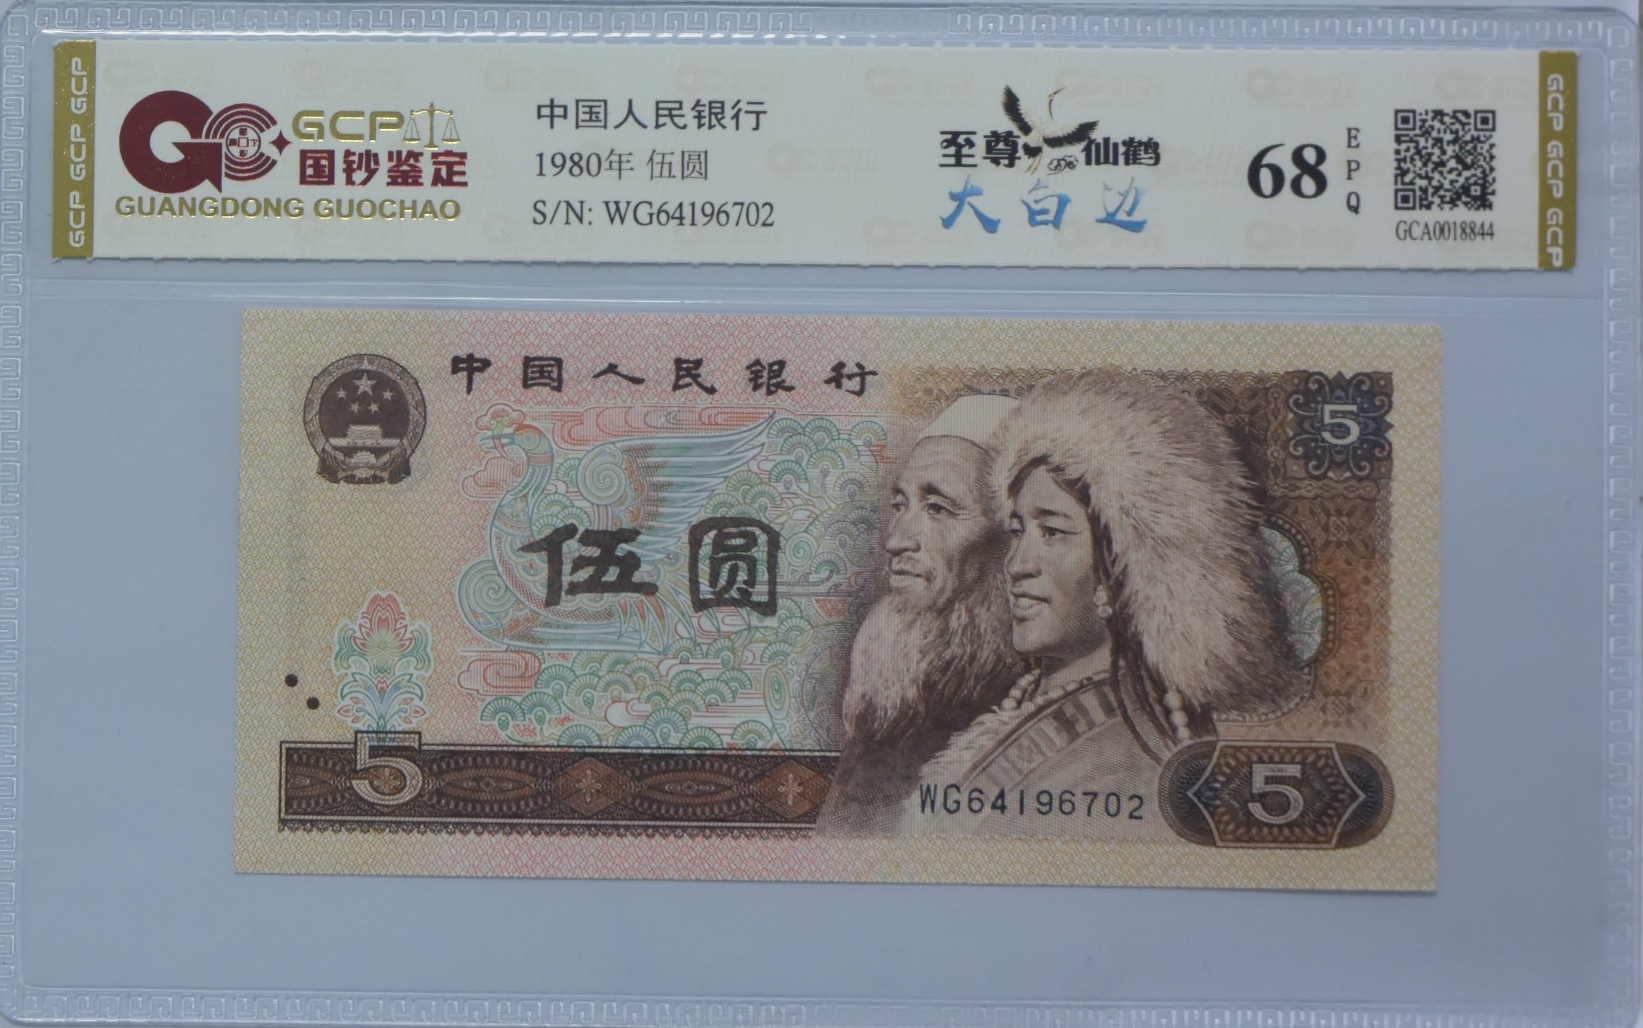 GCP GCP GCP
GCP
国钞鉴定
GUANGDONG GUOCHAO
中国人民银行
1980年 伍圆
S/N: WG64196702
至尊仙鹤
大白边
68
EPQ
GCA0018844
GCP GCP GCP
中国人民银行
5
伍圆
5
WG64196702
5